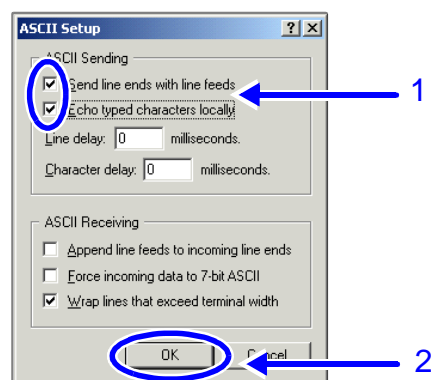 ASCII Setup
ASCII Sending
Send line ends with line feeds
1
Echo typed characters locally
Line delay: 0 milliseconds.
Character delay: 0 milliseconds.
ASCII Receiving
Append line feeds to incoming line ends
Force incoming data to 7-bit ASCII
Wrap lines that exceed terminal width
OK Cancel
2